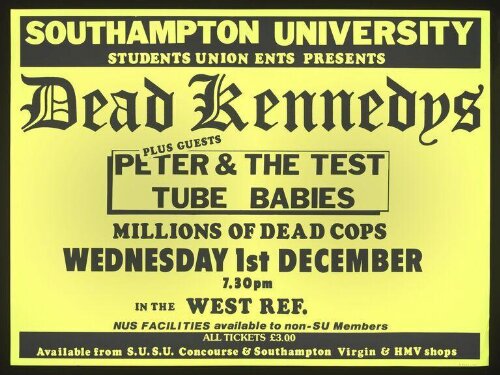 SOUTHAMPTON UNIVERSITY
STUDENTS UNION ENTS PRESENTS
Dead Kennedys
PLUS GUESTS
PETER & THE TEST
TUBE BABIES
MILLIONS OF DEAD COPS
WEDNESDAY 1st DECEMBER
7.30pm
IN THE WEST REF.
NUS FACILITIES available to non-SU Members
ALL TICKETS £3.00
Available from S.U.S.U. Concourse & Southampton Virgin & HMV shops